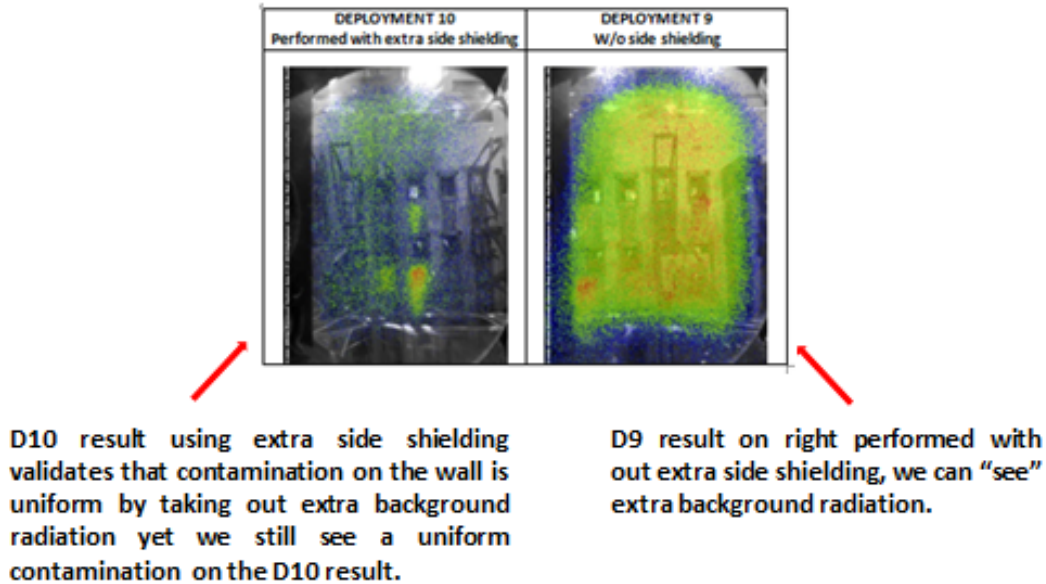 DEPLOYMENT 10
Performed with extra side shielding
DEPLOYMENT 9
W/o side shielding
D10 result using extra side shielding
validates that contamination on the wall is
uniform by taking out extra background
radiation yet we still see a uniform
contamination on the D10 result.
D9 result on right performed with
out extra side shielding, we can “see”
extra background radiation.